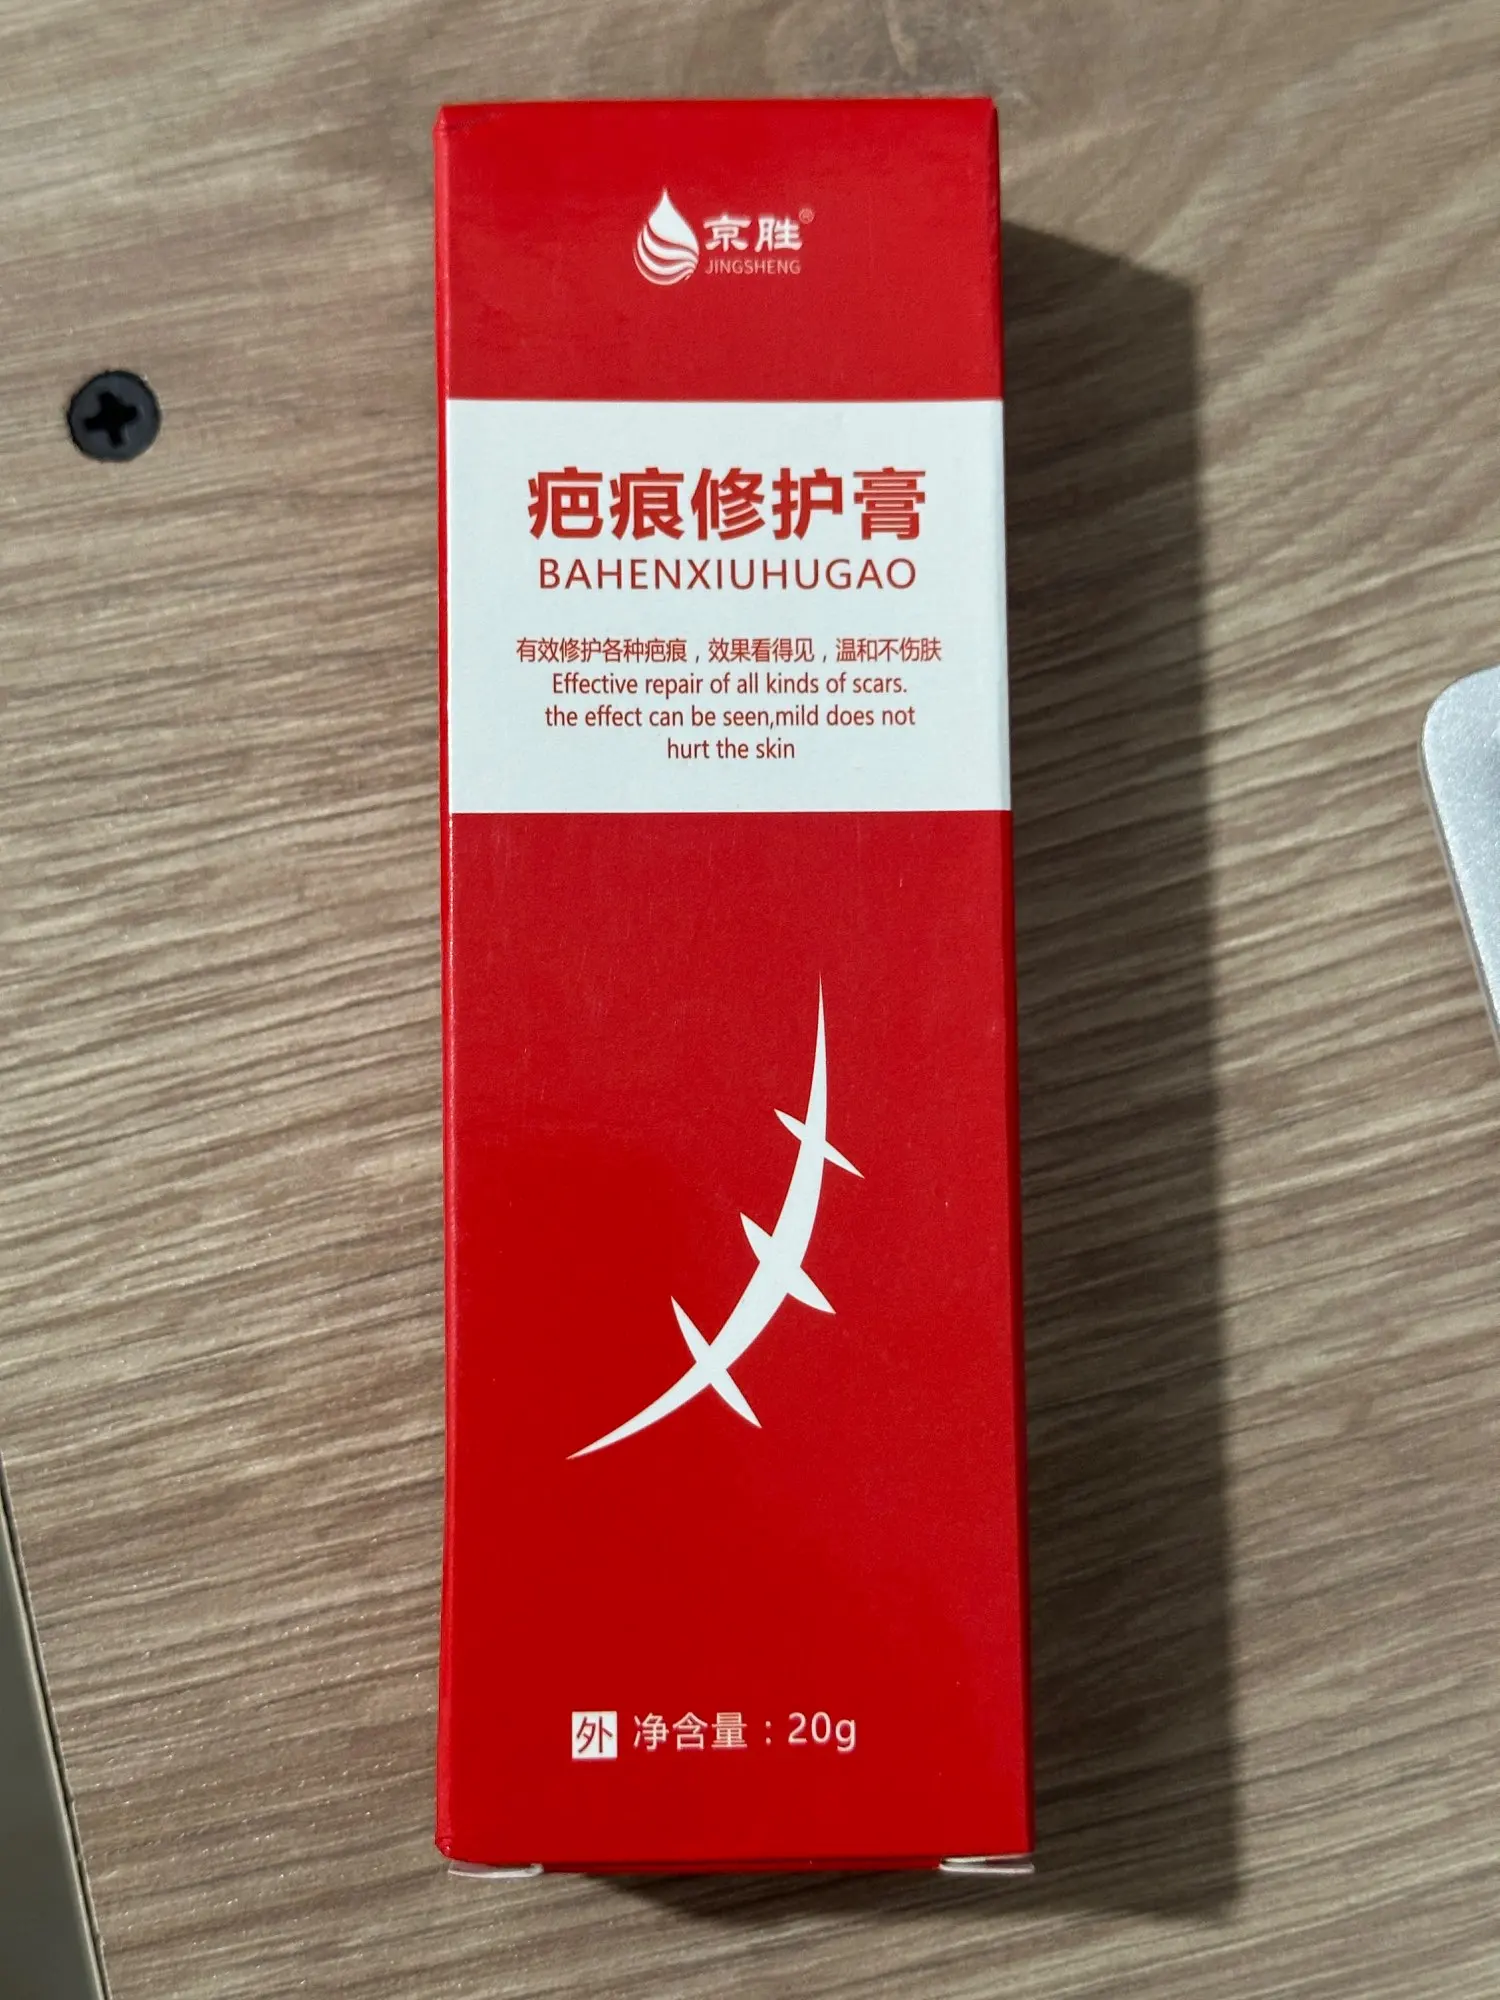 京胜®
JINGSHENG
疤痕修护膏
BAHENXIUHUGAO
有效修护各种疤痕，效果看得见，温和不伤肤
Effective repair of all kinds of scars.
the effect can be seen,mild does not
hurt the skin
外 净含量：20g